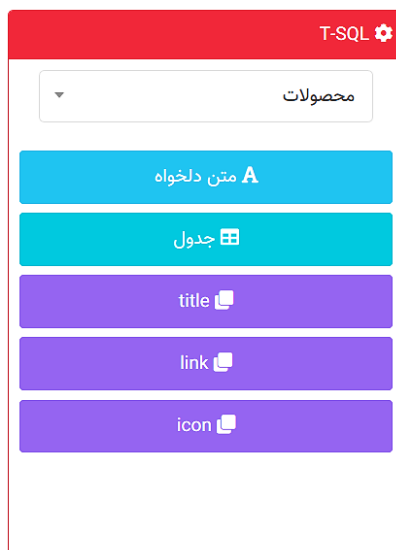 T-SQL
محصولات
متن دلخواه
جدول
title
link
icon